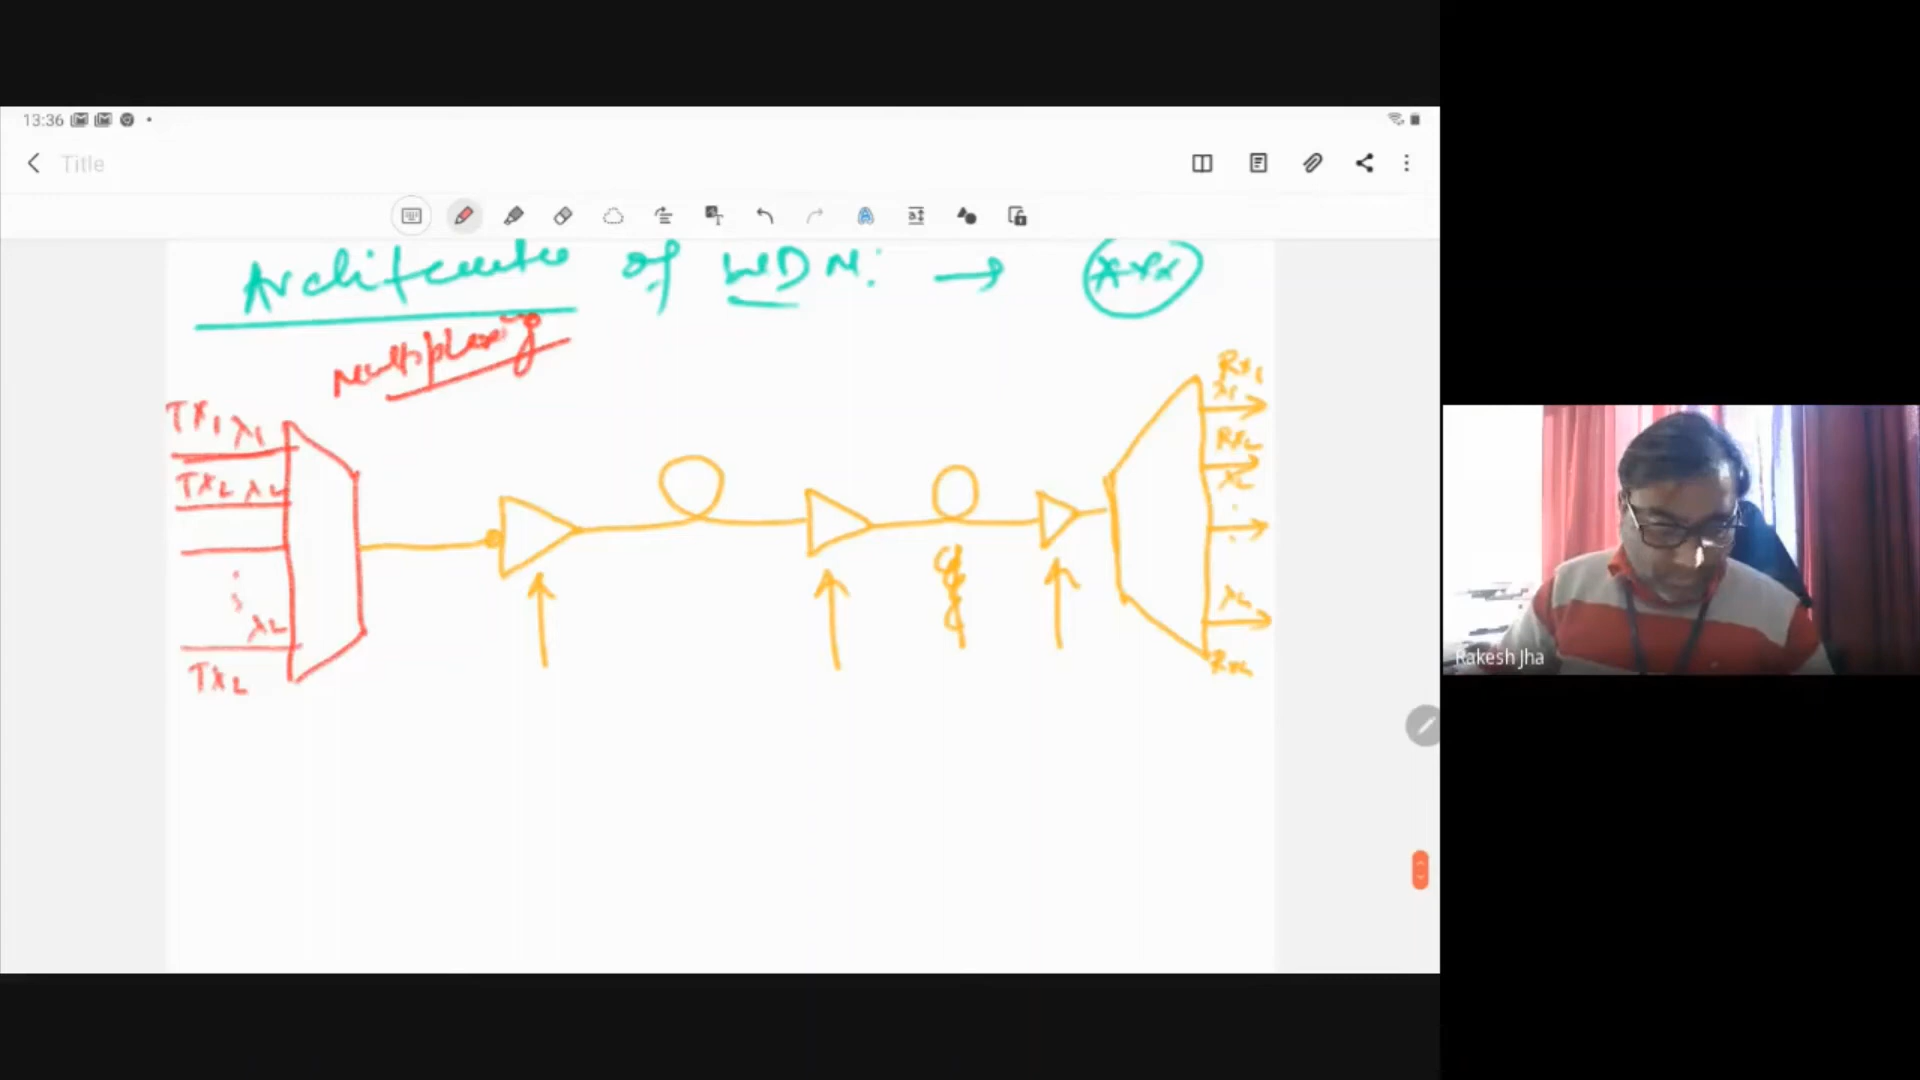 13:36
Title
Architecture of WDM: → ***
Multiplexing
TX1 λ1
TX2 λ2
λL
TXL
Rx1
λ1
Rx2
λ2
λL
RxL
Rakesh Jha